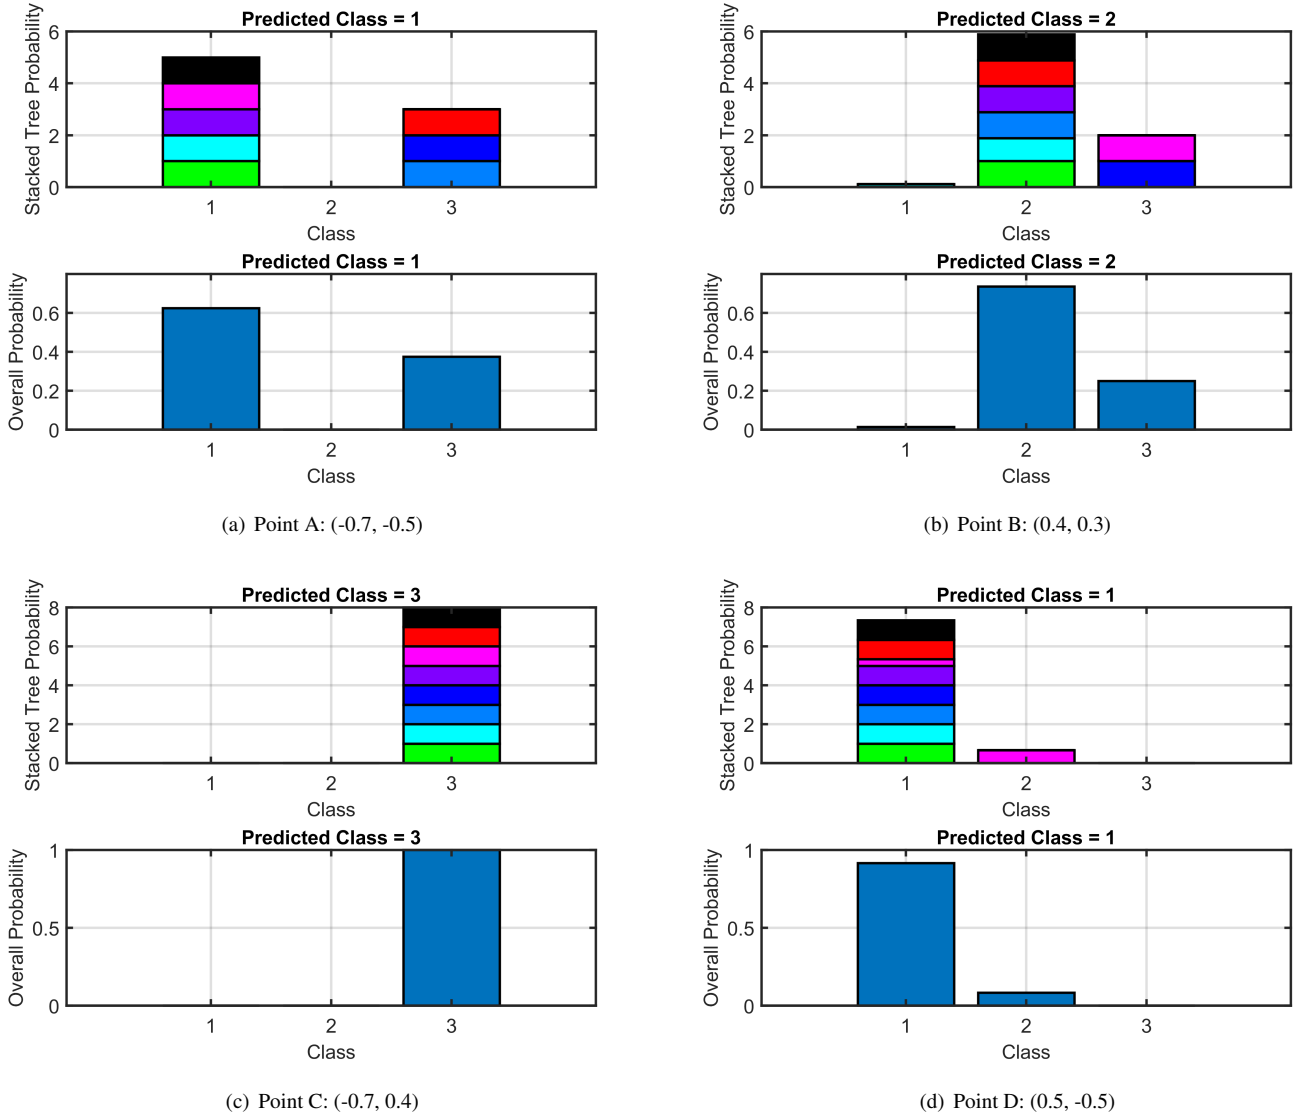 Predicted Class = 1
Stacked Tree Probability
6
4
2
0
1 2 3
Class
Predicted Class = 1
Overall Probability
0.6
0.4
0.2
0
1 2 3
Class
(a) Point A: (-0.7, -0.5)
Predicted Class = 2
Stacked Tree Probability
6
4
2
0
1 2 3
Class
Predicted Class = 2
Overall Probability
0.6
0.4
0.2
0
1 2 3
Class
(b) Point B: (0.4, 0.3)
Predicted Class = 3
Stacked Tree Probability
8
6
4
2
0
1 2 3
Class
Predicted Class = 3
Overall Probability
1
0.5
0
1 2 3
Class
(c) Point C: (-0.7, 0.4)
Predicted Class = 1
Stacked Tree Probability
8
6
4
2
0
1 2 3
Class
Predicted Class = 1
Overall Probability
1
0.5
0
1 2 3
Class
(d) Point D: (0.5, -0.5)